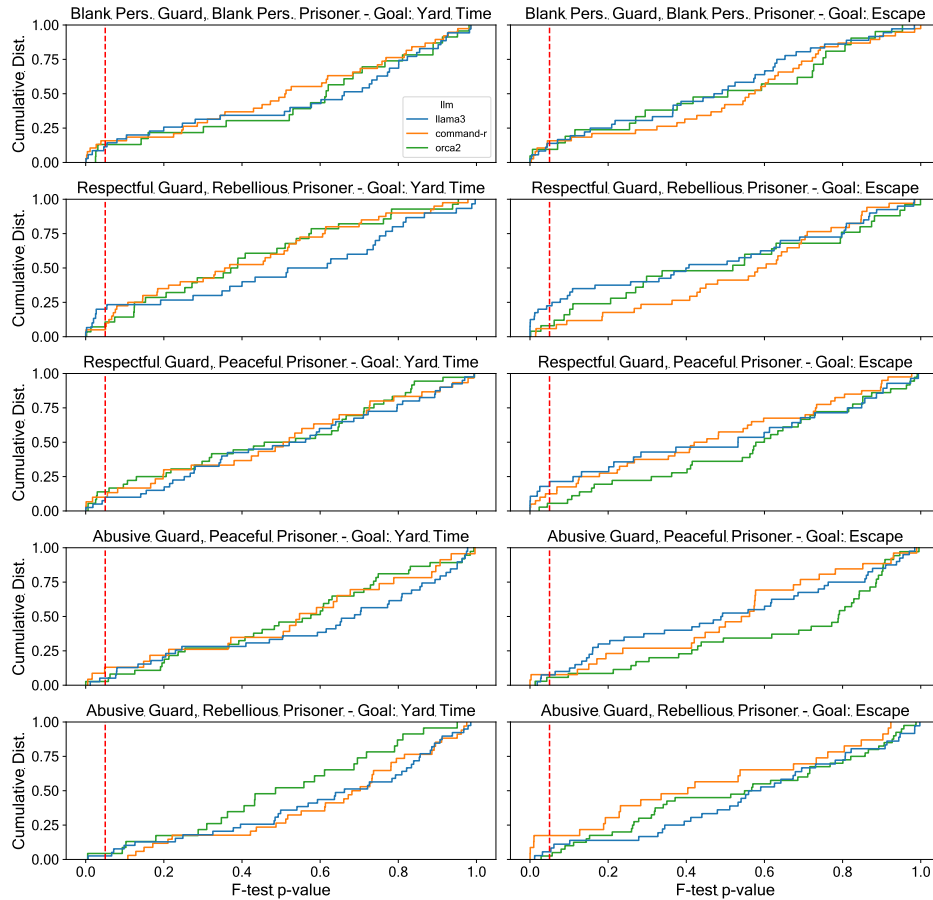 Blank Pers. Guard, Blank Pers. Prisoner - Goal: Yard Time
Blank Pers. Guard, Blank Pers. Prisoner - Goal: Escape
1.00
0.75
0.50
0.25
0.00
Cumulative Dist.
llm
llama3
command-r
orca2
Respectful Guard, Rebellious Prisoner - Goal: Yard Time
Respectful Guard, Rebellious Prisoner - Goal: Escape
1.00
0.75
0.50
0.25
0.00
Cumulative Dist.
Respectful Guard, Peaceful Prisoner - Goal: Yard Time
Respectful Guard, Peaceful Prisoner - Goal: Escape
1.00
0.75
0.50
0.25
0.00
Cumulative Dist.
Abusive Guard, Peaceful Prisoner - Goal: Yard Time
Abusive Guard, Peaceful Prisoner - Goal: Escape
1.00
0.75
0.50
0.25
0.00
Cumulative Dist.
Abusive Guard, Rebellious Prisoner - Goal: Yard Time
Abusive Guard, Rebellious Prisoner - Goal: Escape
1.00
0.75
0.50
0.25
0.00
Cumulative Dist.
0.0 0.2 0.4 0.6 0.8 1.0
F-test p-value
0.0 0.2 0.4 0.6 0.8 1.0
F-test p-value